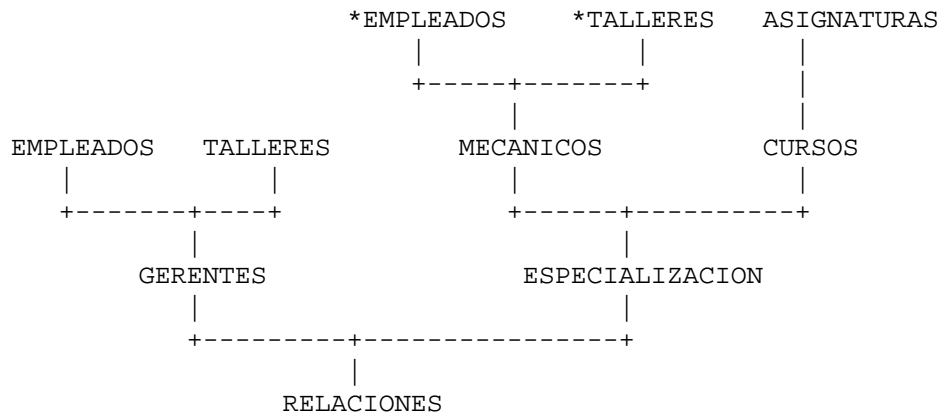 *EMPLEADOS *TALLERES ASIGNATURAS
EMPLEADOS TALLERES MECANICOS CURSOS
GERENTES ESPECIALIZACION
RELACIONES